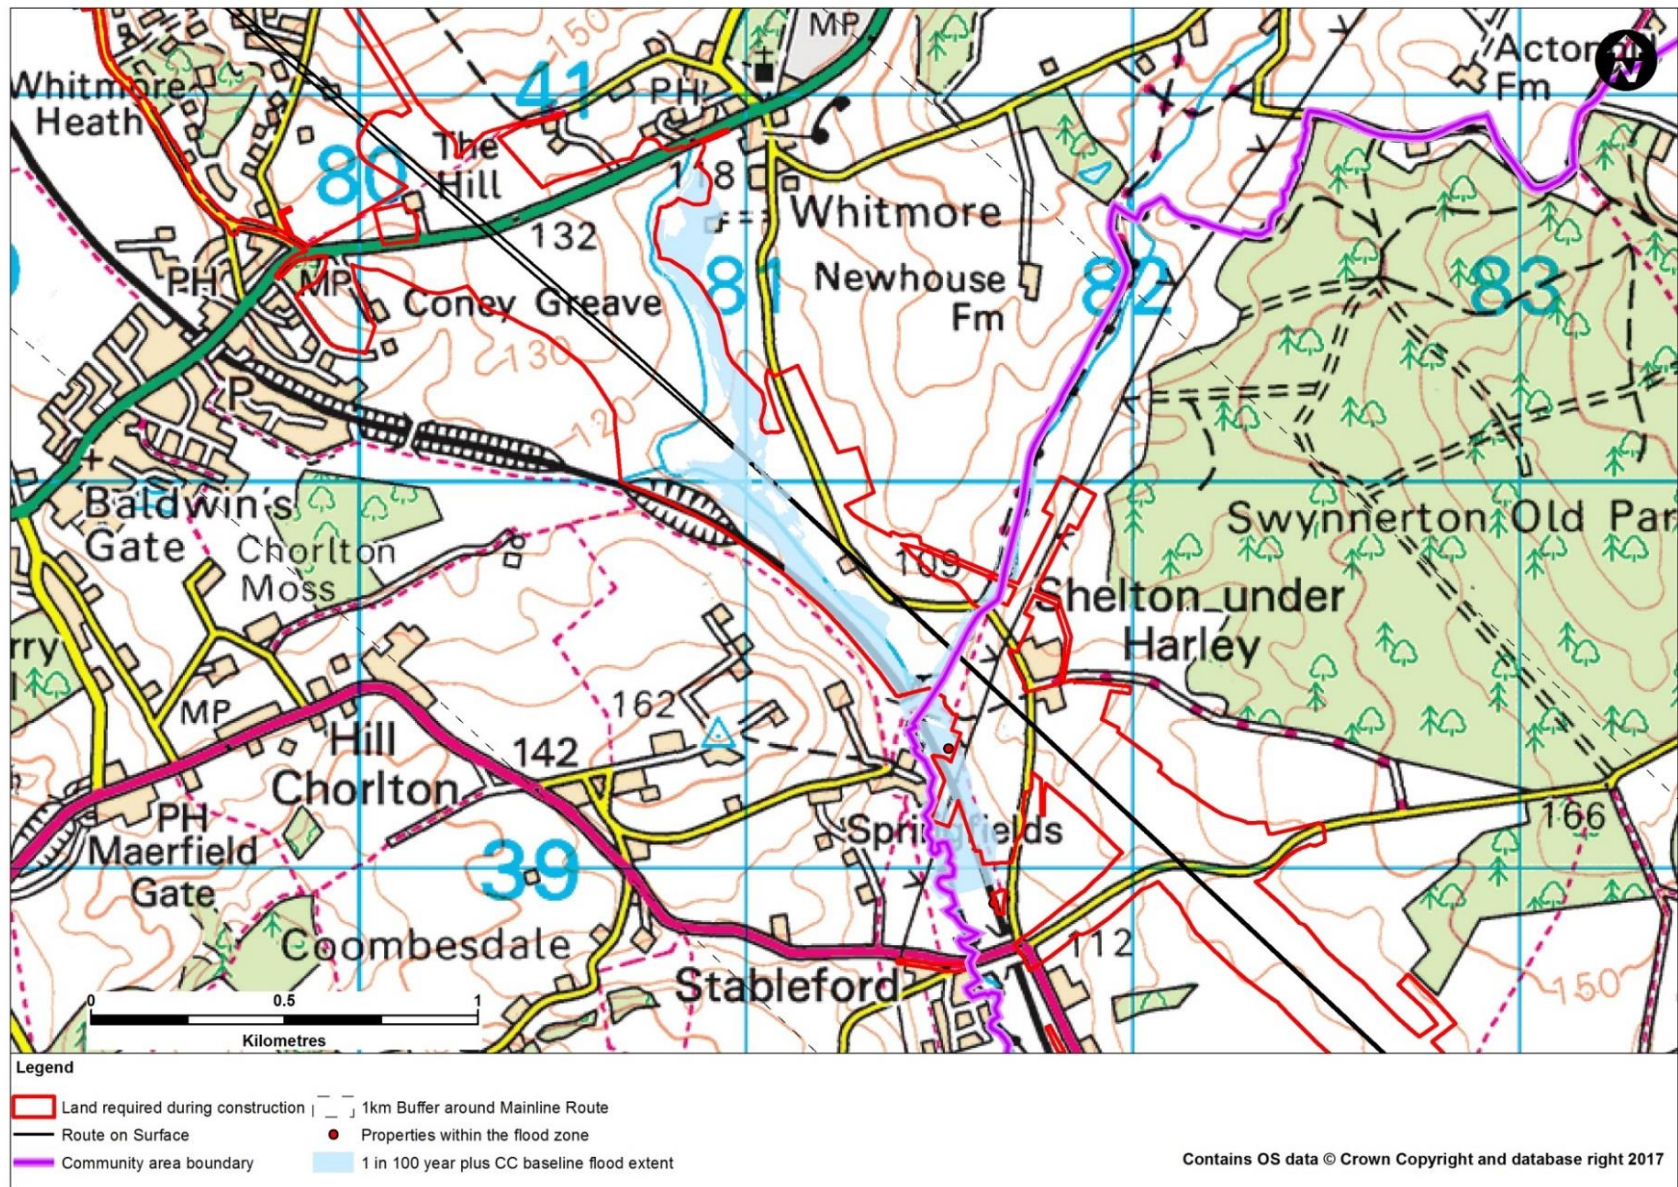 MP
150
Acton
Fm
N
Whitmore
Heath
41
PH
The
Hill
80
118
Whitmore
132
PH
MP
Coney Greave
81
Newhouse
Fm
82
83
130
P
120
Baldwin's
Gate
Chorlton
Moss
Swynnerton Old Par
109
Shelton under
Harley
rry
MP
162
Hill
Chorlton
142
PH
Maerfield
Gate
Springfields
166
39
Coombesdale
112
Stableford
150
0 0.5 1
Kilometres
Legend
Land required during construction
1km Buffer around Mainline Route
Route on Surface
Properties within the flood zone
Community area boundary
1 in 100 year plus CC baseline flood extent
Contains OS data © Crown Copyright and database right 2017